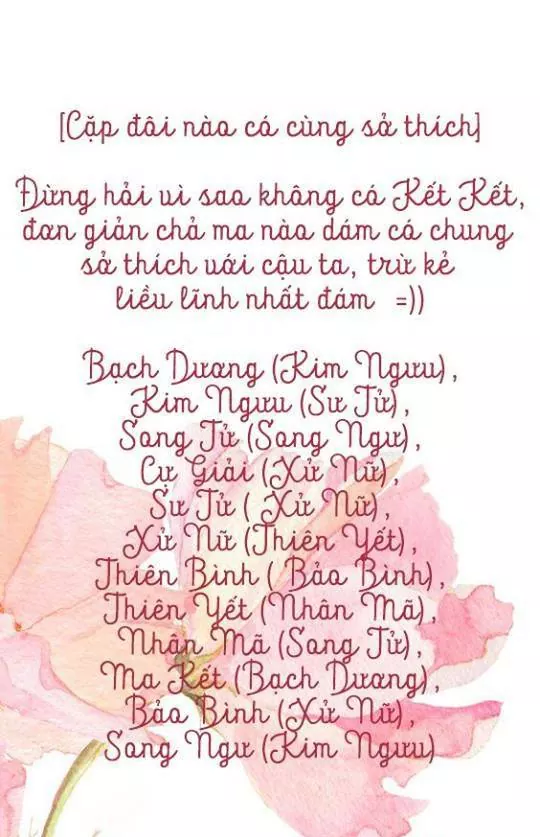 [Cặp đôi nào có cùng sở thích]
Đừng hỏi vì sao không có Kết Kết,
đơn giản chả ma nào dám có chung
sở thích với cậu ta, trừ kẻ
liều lĩnh nhất đám =))
Bạch Dương (Kim Ngưu),
Kim Ngưu (Sư Tử),
Song Tử (Song Ngư),
Cự Giải (Xử Nữ),
Sư Tử ( Xử Nữ),
Xử Nữ (Thiên Yết),
Thiên Bình ( Bảo Bình),
Thiên Yết (Nhân Mã),
Nhân Mã (Song Tử),
Ma Kết (Bạch Dương),
Bảo Bình (Xử Nữ),
Song Ngư (Kim Ngưu)